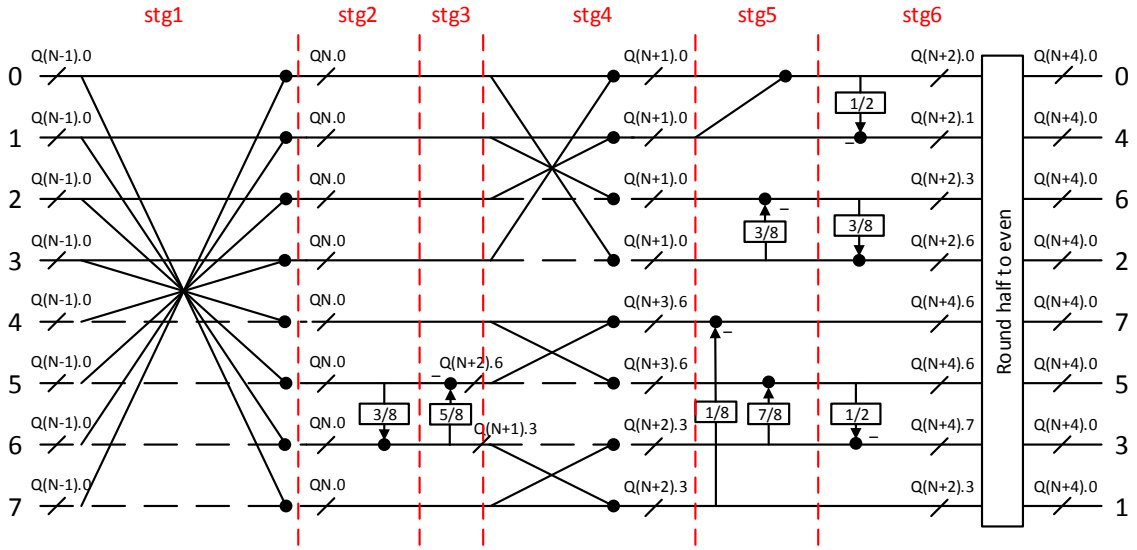 stg1 stg2 stg3 stg4 stg5 stg6
0 Q(N-1).0 QN.0 Q(N+1).0 Q(N+2).0 Q(N+4).0 0
1/2
1 Q(N-1).0 QN.0 Q(N+1).0 – Q(N+2).1 Q(N+4).0 4
2 Q(N-1).0 QN.0 Q(N+1).0 – Q(N+2).3 Q(N+4).0 6
3/8 3/8
3 Q(N-1).0 QN.0 Q(N+1).0 Q(N+2).6 Q(N+4).0 2
Round half to even
4 Q(N-1).0 QN.0 Q(N+3).6 – Q(N+4).6 Q(N+4).0 7
5 Q(N-1).0 QN.0 – Q(N+2).6 Q(N+3).6 Q(N+4).6 Q(N+4).0 5
3/8 5/8 1/8 7/8 1/2
6 Q(N-1).0 QN.0 Q(N+1).3 Q(N+2).3 – Q(N+4).7 Q(N+4).0 3
7 Q(N-1).0 QN.0 Q(N+2).3 Q(N+2).3 Q(N+4).0 1